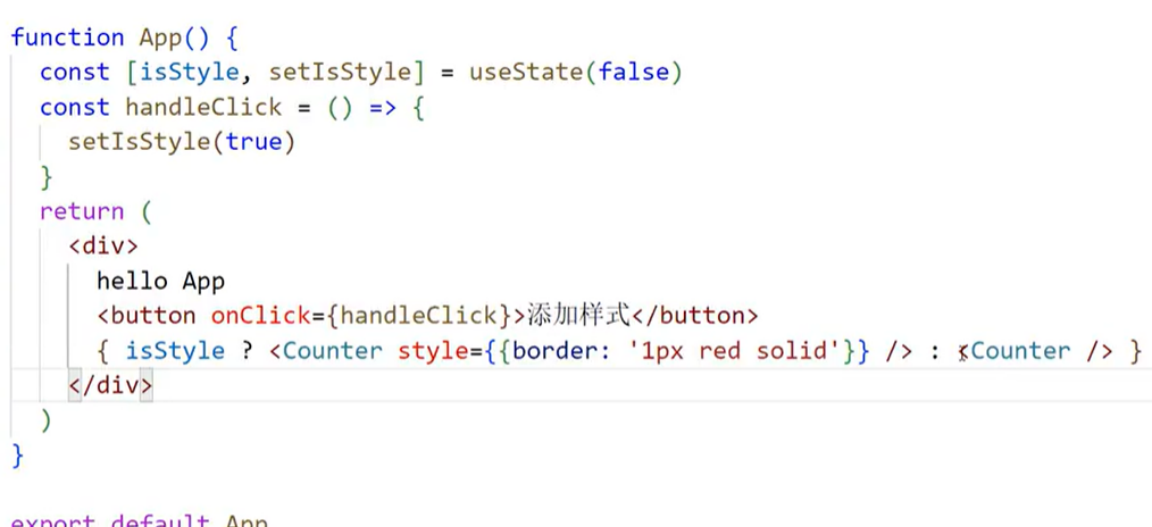 function App() {
const [isStyle, setIsStyle] = useState(false)
const handleClick = () => {
setIsStyle(true)
}
return (
<div>
hello App
<button onClick={handleClick}>添加样式</button>
{ isStyle ? <Counter style={{border: '1px red solid'}} /> : <Counter /> }
</div>
)
}
export default App